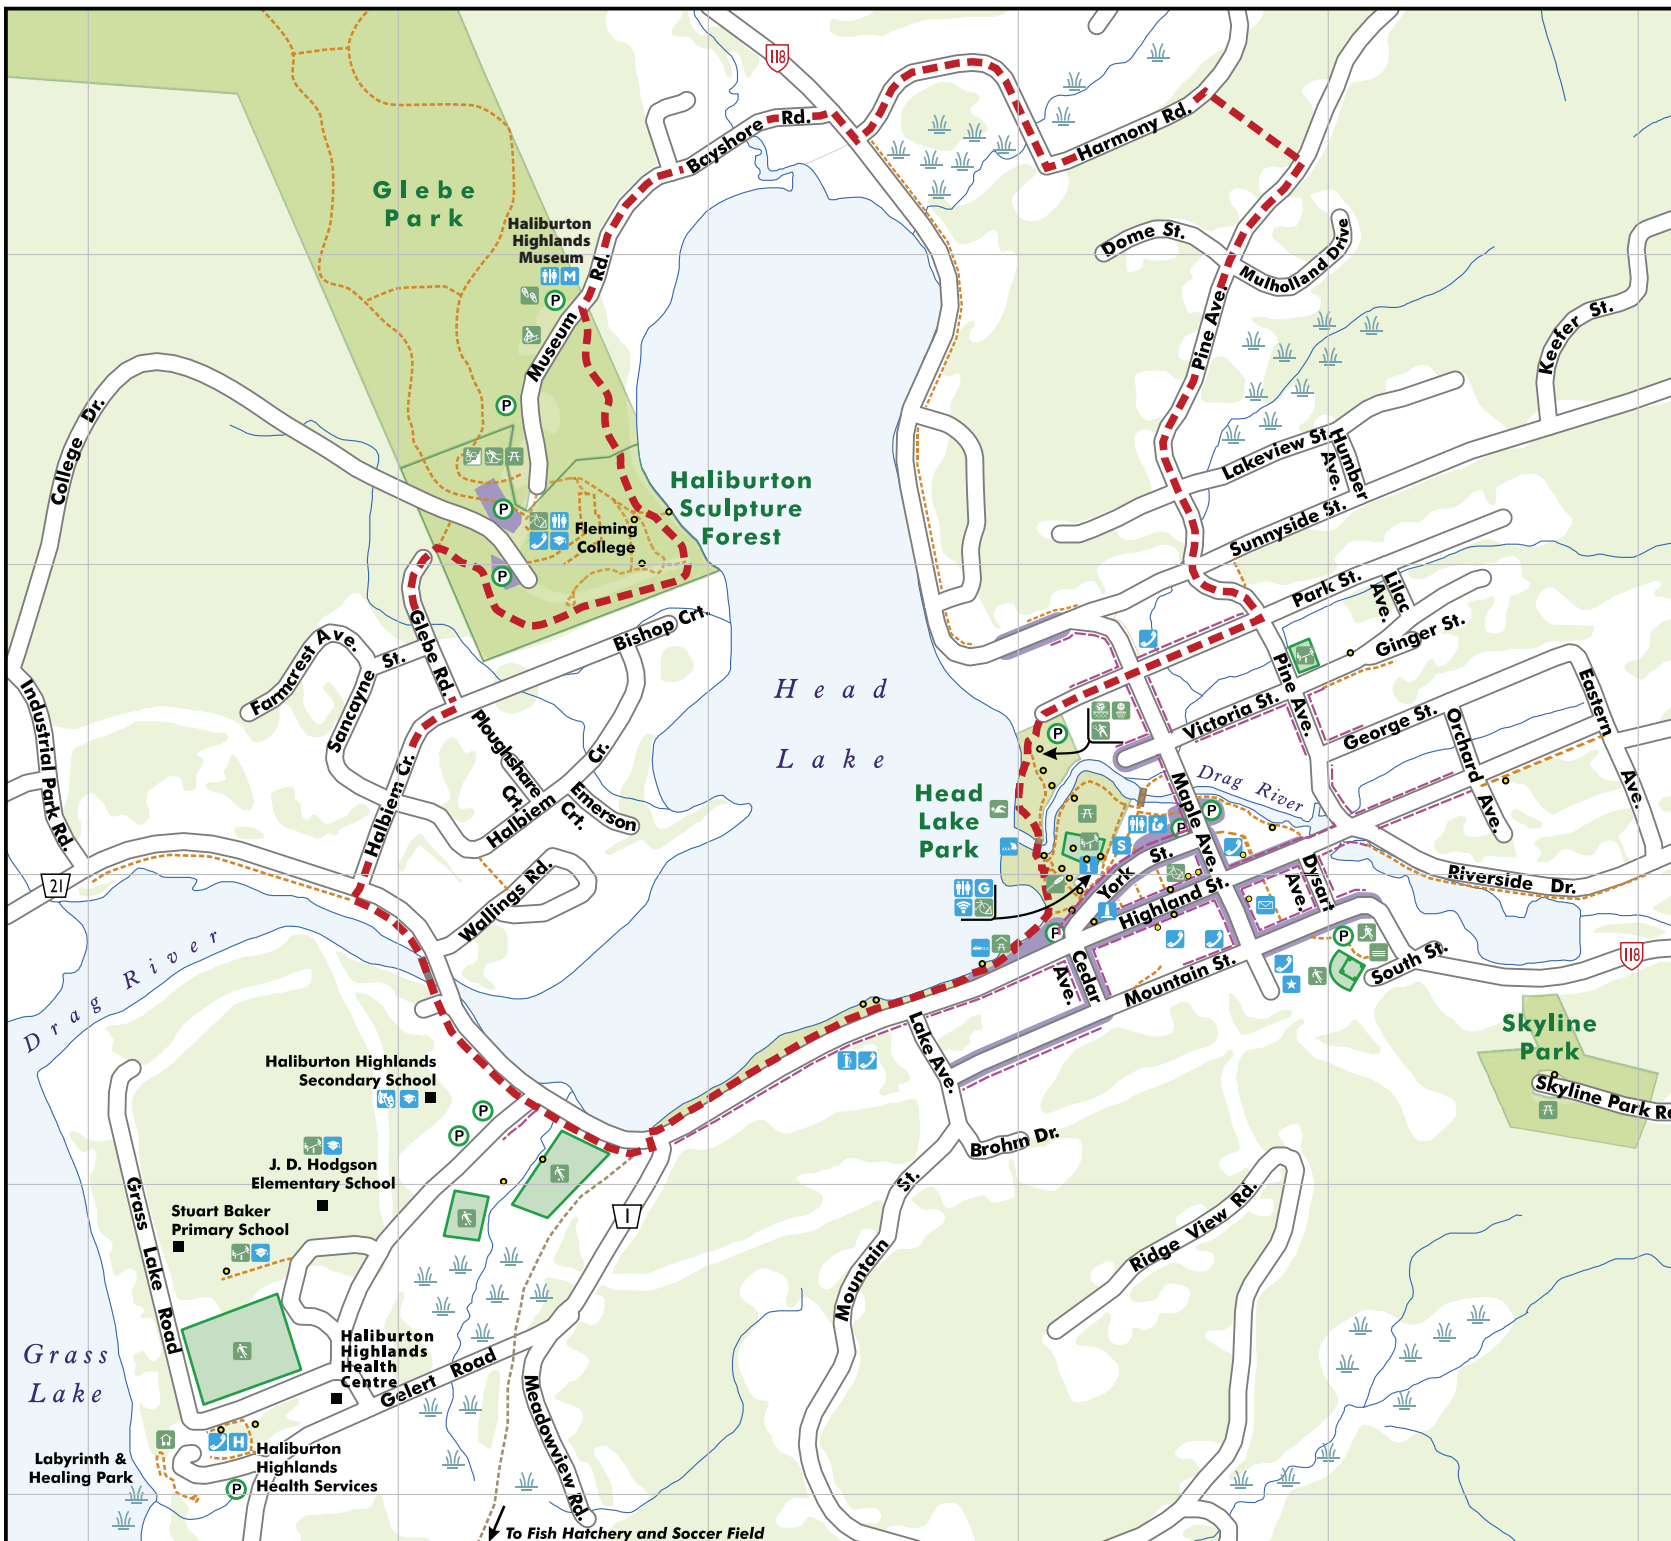 118
Bayshore Rd.
Harmony Rd.
Glebe
Park
Haliburton
Highlands
Museum
M
P
Museum Rd.
Dome St.
Mulholland Drive
Pine Ave.
Keefer St.
College Dr.
P
Lakeview St.
Humber
Ave.
Sunnyside St.
Haliburton
Sculpture
Forest
P
Fleming
College
P
Park St.
Lilac
Ave.
Ginger St.
Glebe Rd.
Bishop Crt.
Farmcrest Ave.
Sancayne St.
Industrial Park Rd.
Head
Lake
Pine Ave.
Victoria St.
George St.
Orchard Ave.
Eastern
Ave.
Ploughshare
Crt.
Halbiem Cr.
Halbiem Cr.
Emerson
Crt.
P
Drag River
Head
Lake
Park
Maple Ave.
P
P
S
York St.
G
Highland St.
Dysart
Ave.
Riverside Dr.
21
Wallings Rd.
P
P
Cedar
Ave.
Mountain St.
South St.
118
Drag River
Lake Ave.
Skyline
Park
Skyline Park Rd
Haliburton Highlands
Secondary School
P
P
Brohm Dr.
J. D. Hodgson
Elementary School
Stuart Baker
Primary School
Grass Lake Road
1
Mountain St.
Ridge View Rd.
Grass
Lake
Haliburton
Highlands
Health
Centre
Gelert Road
Meadowview Rd.
Labyrinth &
Healing Park
H
Haliburton
Highlands
Health Services
P
To Fish Hatchery and Soccer Field